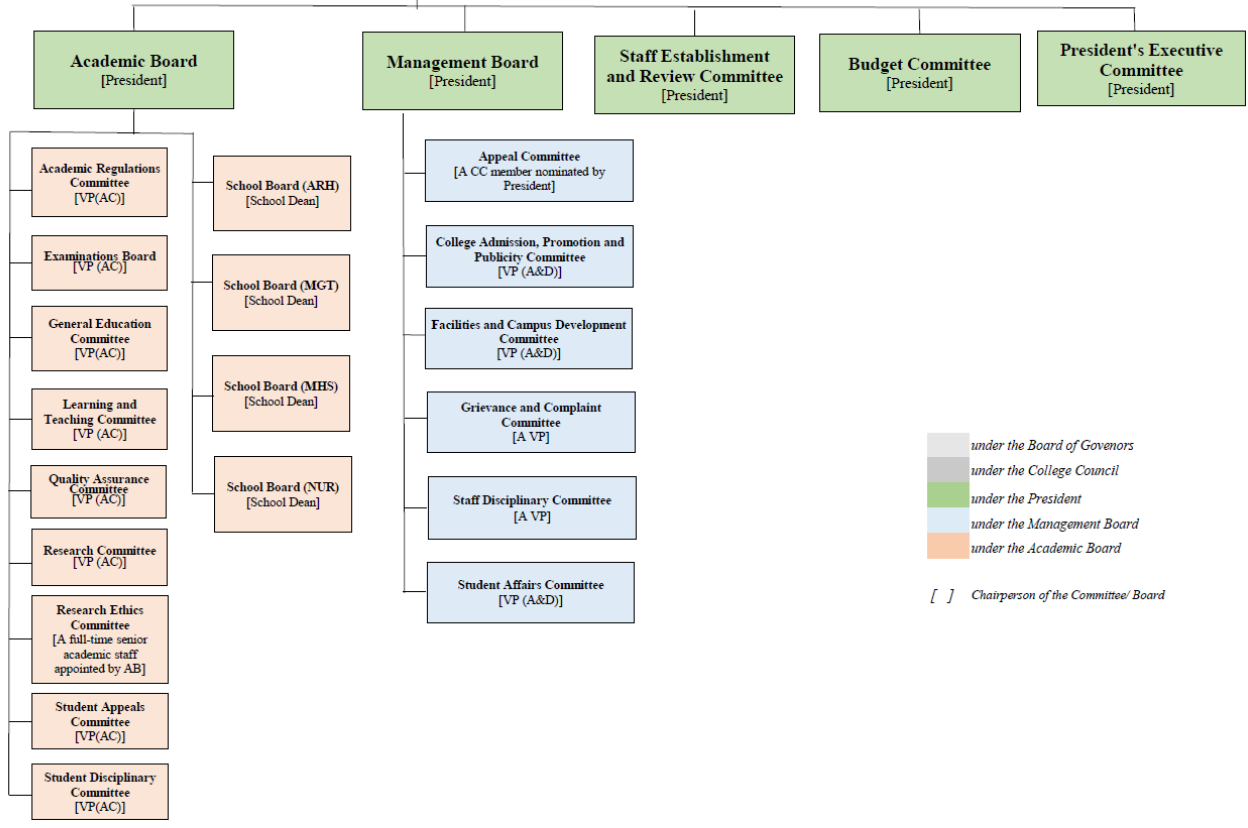 Academic Board
[President]
Management Board
[President]
Staff Establishment
and Review Committee
[President]
Budget Committee
[President]
President's Executive
Committee
[President]
Academic Regulations
Committee
[VP(AC)]
Examinations Board
[VP (AC)]
General Education
Committee
[VP(AC)]
Learning and
Teaching Committee
[VP (AC)]
Quality Assurance
Committee
[VP (AC)]
Research Committee
[VP (AC)]
Research Ethics
Committee
[A full-time senior
academic staff
appointed by AB]
Student Appeals
Committee
[VP(AC)]
Student Disciplinary
Committee
[VP(AC)]
School Board (ARH)
[School Dean]
School Board (MGT)
[School Dean]
School Board (MHS)
[School Dean]
School Board (NUR)
[School Dean]
Appeal Committee
[A CC member nominated by
President]
College Admission, Promotion and
Publicity Committee
[VP (A&D)]
Facilities and Campus Development
Committee
[VP (A&D)]
Grievance and Complaint
Committee
[A VP]
Staff Disciplinary Committee
[A VP]
Student Affairs Committee
[VP (A&D)]
under the Board of Govenors
under the College Council
under the President
under the Management Board
under the Academic Board
[ ] Chairperson of the Committee/ Board